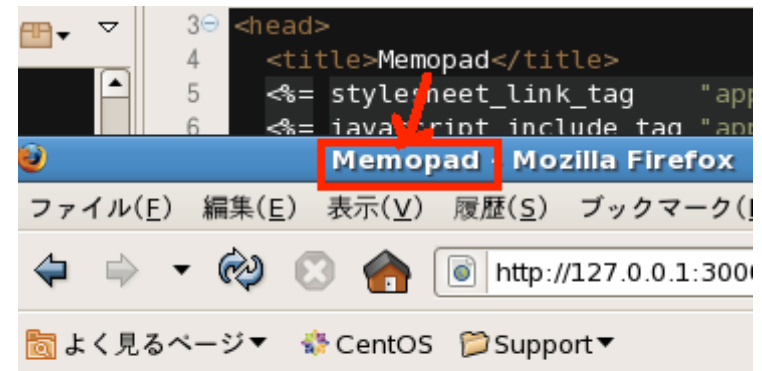 3 <head>
4 <title>Memopad</title>
5 <%= stylesheet_link_tag "app
6 <%= javascript_include_tag "app
Memopad - Mozilla Firefox
ファイル(F) 編集(E) 表示(V) 履歴(S) ブックマーク(
http://127.0.0.1:300
よく見るページ▼ CentOS Support▼